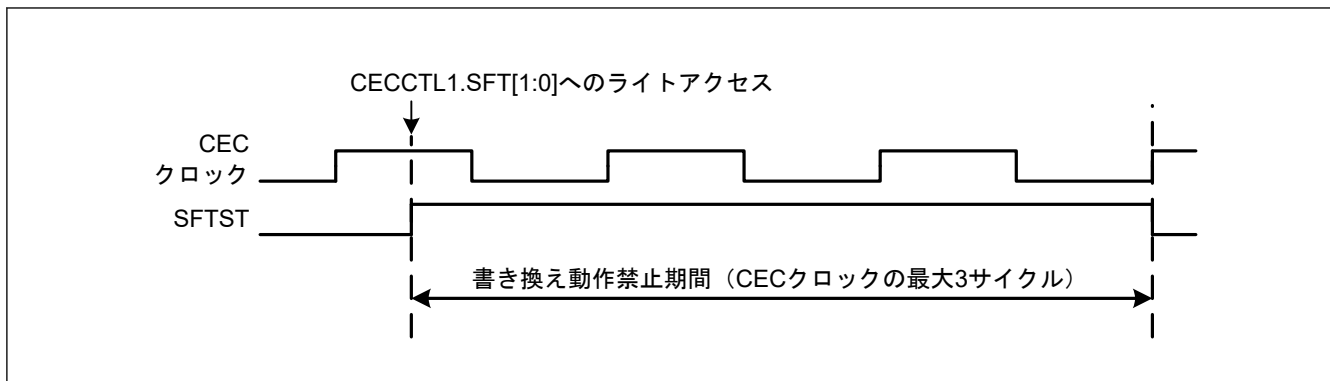 CECCTL1.SFT[1:0]へのライトアクセス
CEC
クロック
SFTST
書き換え動作禁止期間（CECクロックの最大3サイクル）